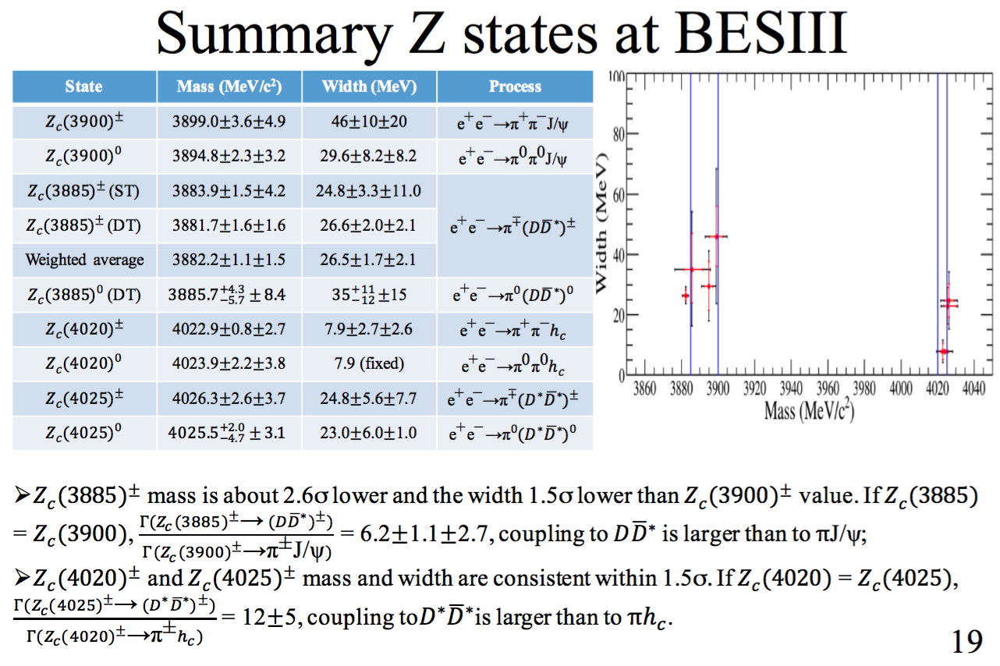 Summary Z states at BESIII
State Mass (MeV/c²) Width (MeV) Process
Z_c(3900)^± 3899.0±3.6±4.9 46±10±20 e⁺e⁻→π⁺π⁻J/ψ
Z_c(3900)⁰ 3894.8±2.3±3.2 29.6±8.2±8.2 e⁺e⁻→π⁰π⁰J/ψ
Z_c(3885)^± (ST) 3883.9±1.5±4.2 24.8±3.3±11.0
Z_c(3885)^± (DT) 3881.7±1.6±1.6 26.6±2.0±2.1 e⁺e⁻→π^∓(DD̄*)^±
Weighted average 3882.2±1.1±1.5 26.5±1.7±2.1
Z_c(3885)⁰ (DT) 3885.7^{+4.3}_{−5.7} ± 8.4 35^{+11}_{−12} ±15 e⁺e⁻→π⁰(DD̄*)⁰
Z_c(4020)^± 4022.9±0.8±2.7 7.9±2.7±2.6 e⁺e⁻→π⁺π⁻h_c
Z_c(4020)⁰ 4023.9±2.2±3.8 7.9 (fixed) e⁺e⁻→π⁰π⁰h_c
Z_c(4025)^± 4026.3±2.6±3.7 24.8±5.6±7.7 e⁺e⁻→π^∓(D*D̄*)^±
Z_c(4025)⁰ 4025.5^{+2.0}_{−4.7} ± 3.1 23.0±6.0±1.0 e⁺e⁻→π⁰(D*D̄*)⁰
Width (MeV)
100
80
60
40
20
0
3860 3880 3900 3920 3940 3960 3980 4000 4020 4040
Mass (MeV/c²)
➢Z_c(3885)^± mass is about 2.6σ lower and the width 1.5σ lower than Z_c(3900)^± value. If Z_c(3885)
= Z_c(3900), Γ(Z_c(3885)^±→ (DD̄*)^±) / Γ(Z_c(3900)^±→π^±J/ψ) = 6.2±1.1±2.7, coupling to DD̄* is larger than to πJ/ψ;
➢Z_c(4020)^± and Z_c(4025)^± mass and width are consistent within 1.5σ. If Z_c(4020) = Z_c(4025),
Γ(Z_c(4025)^±→ (D*D̄*)^±) / Γ(Z_c(4020)^±→π^±h_c) = 12±5, coupling to D*D̄* is larger than to πh_c.
19